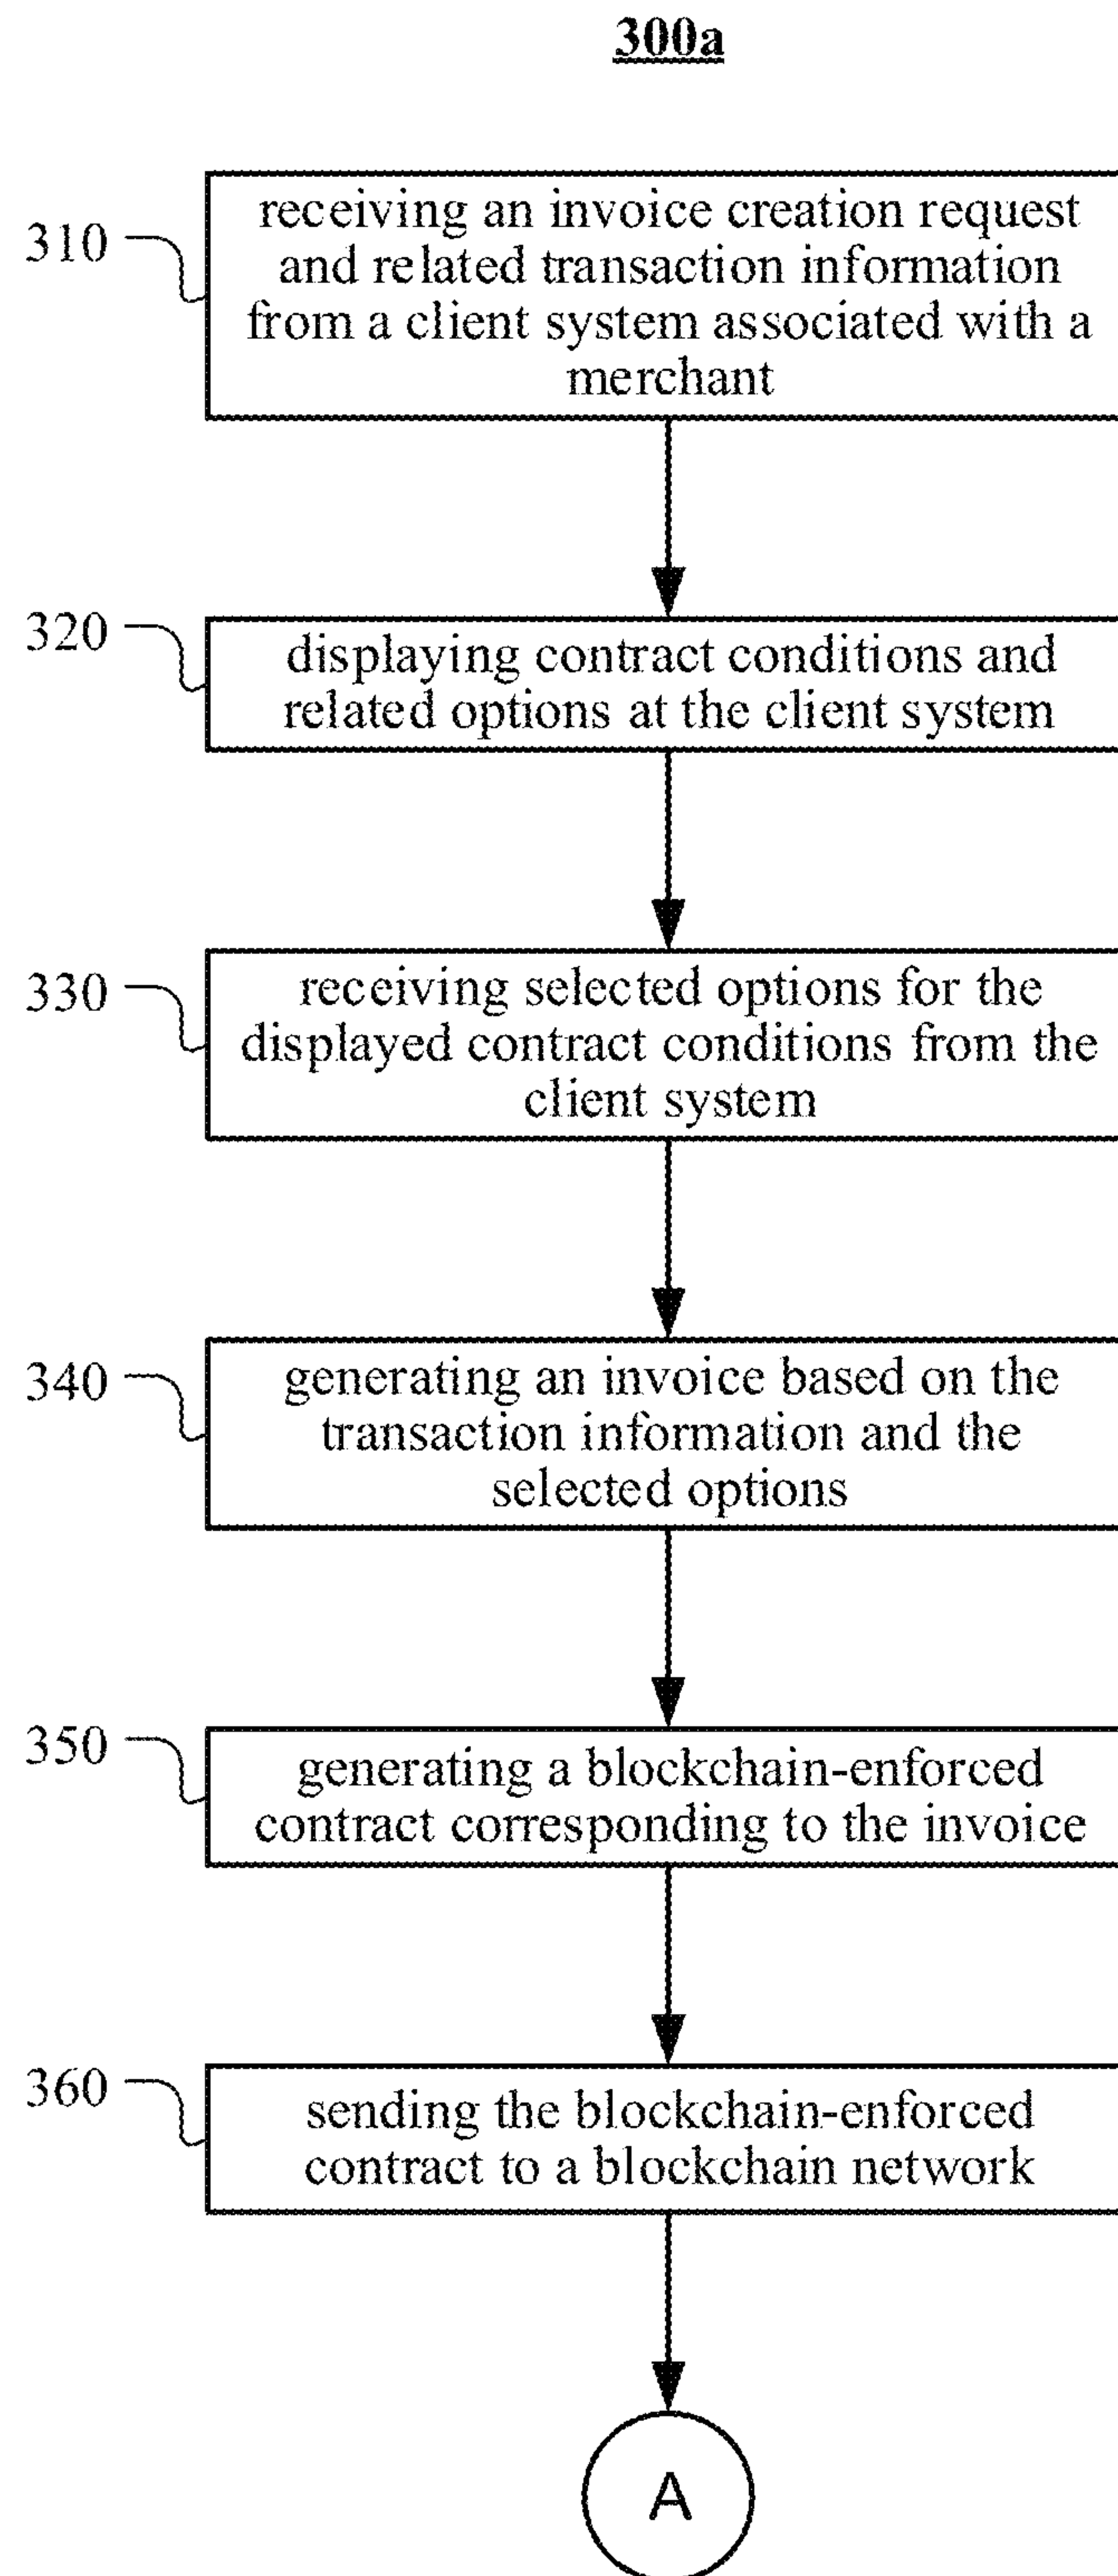 300a
310
receiving an invoice creation request
and related transaction information
from a client system associated with a
merchant
320
displaying contract conditions and
related options at the client system
330
receiving selected options for the
displayed contract conditions from the
client system
340
generating an invoice based on the
transaction information and the
selected options
350
generating a blockchain-enforced
contract corresponding to the invoice
360
sending the blockchain-enforced
contract to a blockchain network
A